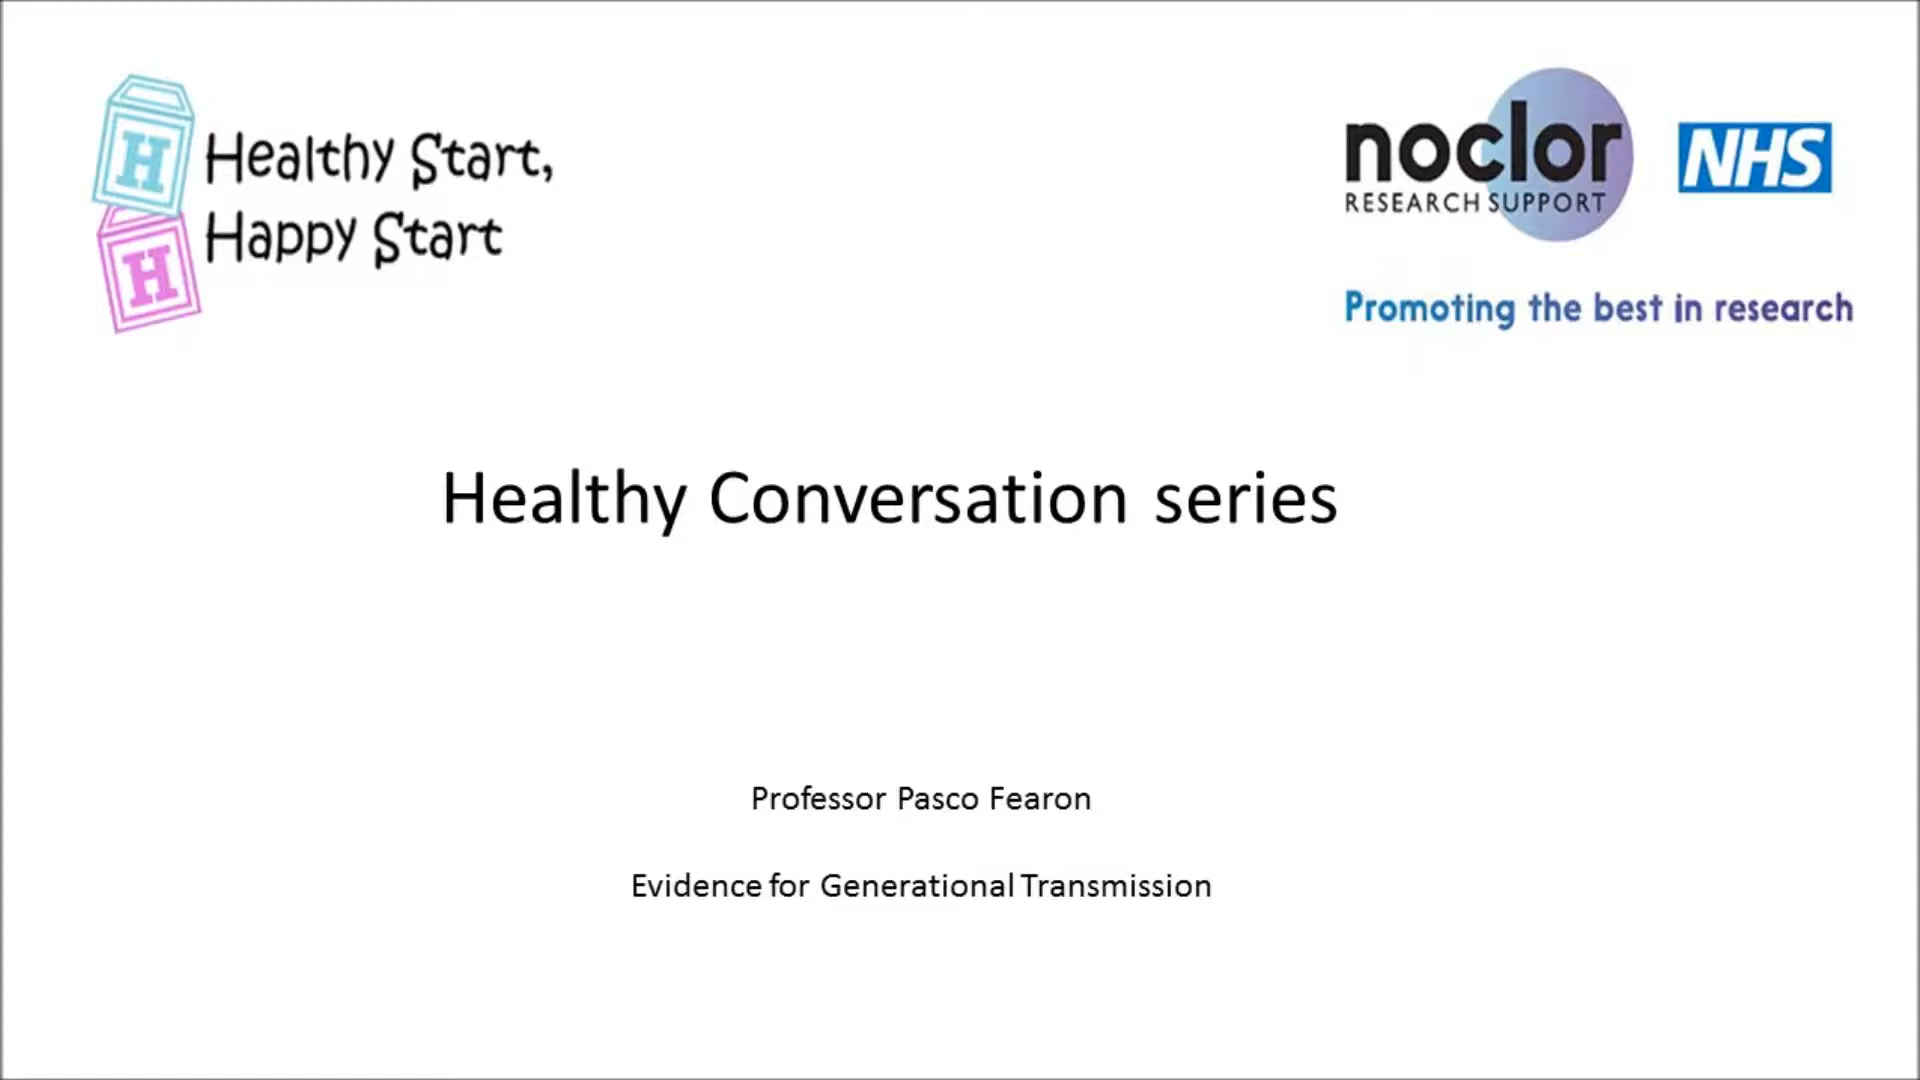 H
Healthy Start,
Happy Start
H
noclor
RESEARCH SUPPORT
NHS
Promoting the best in research
Healthy Conversation series
Professor Pasco Fearon
Evidence for Generational Transmission